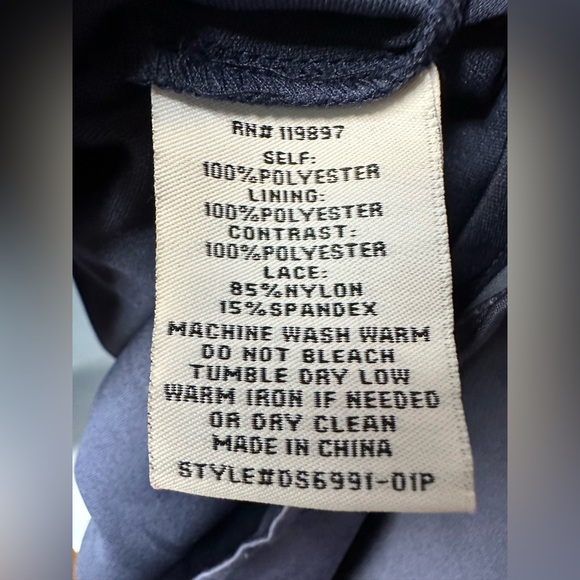 RN# 119897
SELF:
100%POLYESTER
LINING:
100%POLYESTER
CONTRAST:
100%POLYESTER
LACE:
85%NYLON
15%SPANDEX
MACHINE WASH WARM
DO NOT BLEACH
TUMBLE DRY LOW
WARM IRON IF NEEDED
OR DRY CLEAN
MADE IN CHINA
STYLE#DS6991-01P